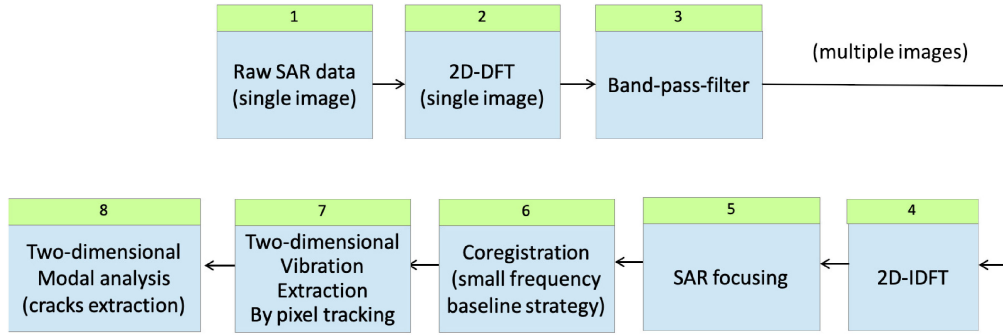 1
Raw SAR data
(single image)
2
2D-DFT
(single image)
3
Band-pass-filter
(multiple images)
8
Two-dimensional
Modal analysis
(cracks extraction)
7
Two-dimensional
Vibration
Extraction
By pixel tracking
6
Coregistration
(small frequency
baseline strategy)
5
SAR focusing
4
2D-IDFT